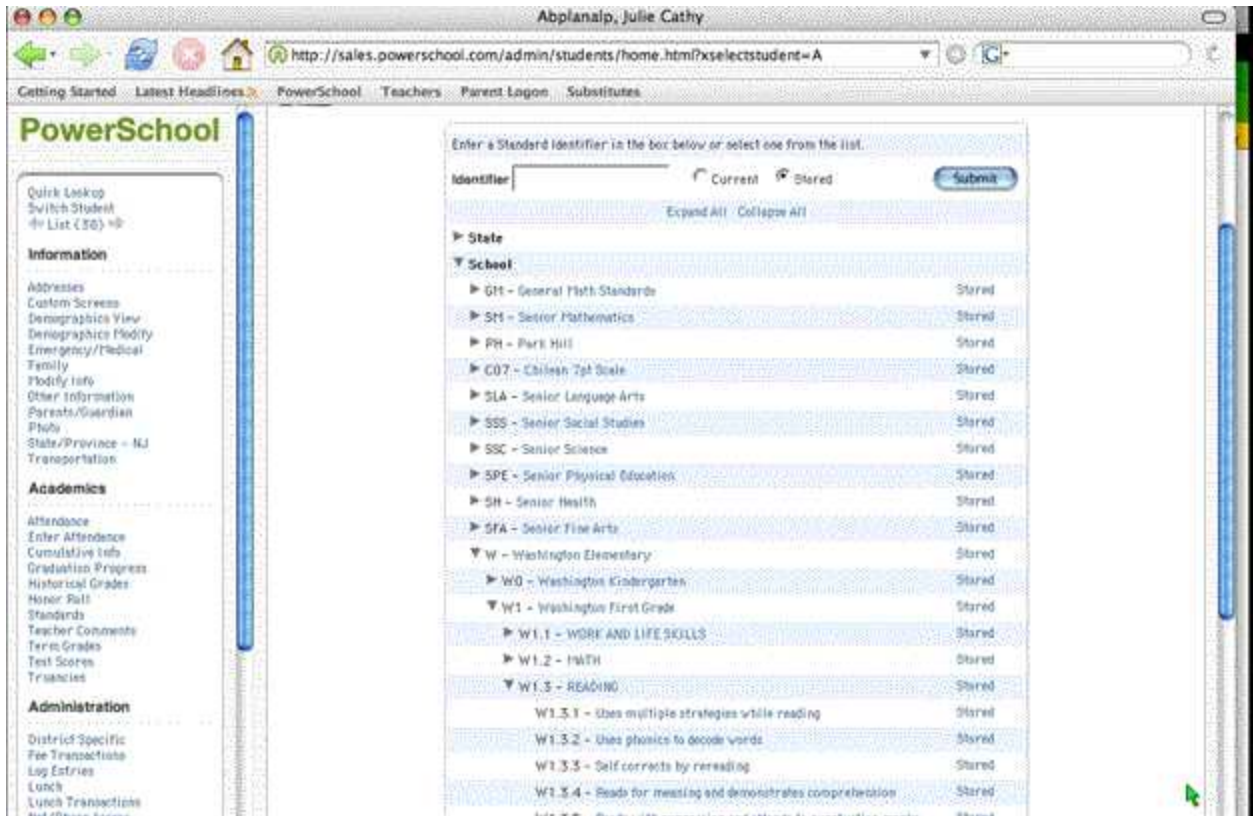 Abplanalp, Julie Cathy
http://sales.powerschool.com/admin/students/home.html?xselectstudent=A
Getting Started Latest Headlines PowerSchool Teachers Parent Logon Substitutes
PowerSchool
Quick Lookup
Switch Student
List (36)
Information
Addresses
Custom Screens
Demographics View
Demographics Modify
Emergency/Medical
Family
Modify Info
Other Information
Parents/Guardian
Photo
State/Province - NJ
Transportation
Academics
Attendance
Enter Attendance
Cumulative Info
Graduation Progress
Historical Grades
Honor Roll
Standards
Teacher Comments
Term Grades
Test Scores
Truancies
Administration
District Specific
Fee Transactions
Log Entries
Lunch
Lunch Transactions
Enter a Standard Identifier in the box below or select one from the list.
Identifier Current Stored Submit
Expand All Collapse All
State
School
GM - General Math Standards Stored
SM - Senior Mathematics Stored
PH - Park Hill Stored
C07 - Chilean 7pt Scale Stored
SLA - Senior Language Arts Stored
SSS - Senior Social Studies Stored
SSC - Senior Science Stored
SPE - Senior Physical Education Stored
SH - Senior Health Stored
SFA - Senior Fine Arts Stored
W - Washington Elementary Stored
W0 - Washington Kindergarten Stored
W1 - Washington First Grade Stored
W1.1 - WORK AND LIFE SKILLS Stored
W1.2 - MATH Stored
W1.3 - READING Stored
W1.3.1 - Uses multiple strategies while reading Stored
W1.3.2 - Uses phonics to decode words Stored
W1.3.3 - Self corrects by rereading Stored
W1.3.4 - Reads for meaning and demonstrates comprehension Stored